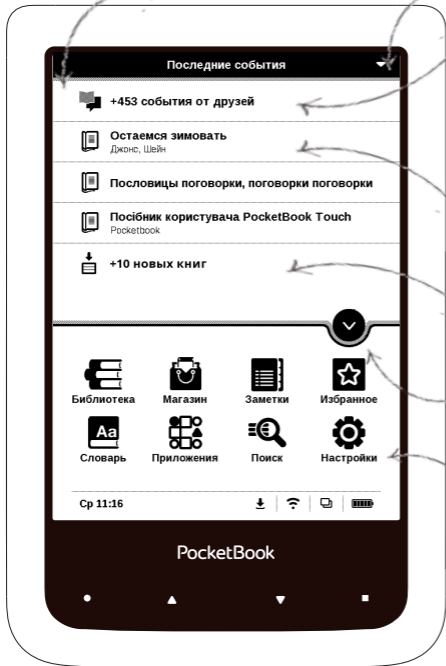 Последние события
+453 события от друзей
Остаемся зимовать
Джонс, Шейн
Пословицы поговорки, поговорки поговорки
Посібник користувача PocketBook Touch
Pocketbook
+10 новых книг
Библиотека Магазин Заметки Избранное
Aa
Словарь Приложения Поиск Настройки
Ср 11:16
PocketBook